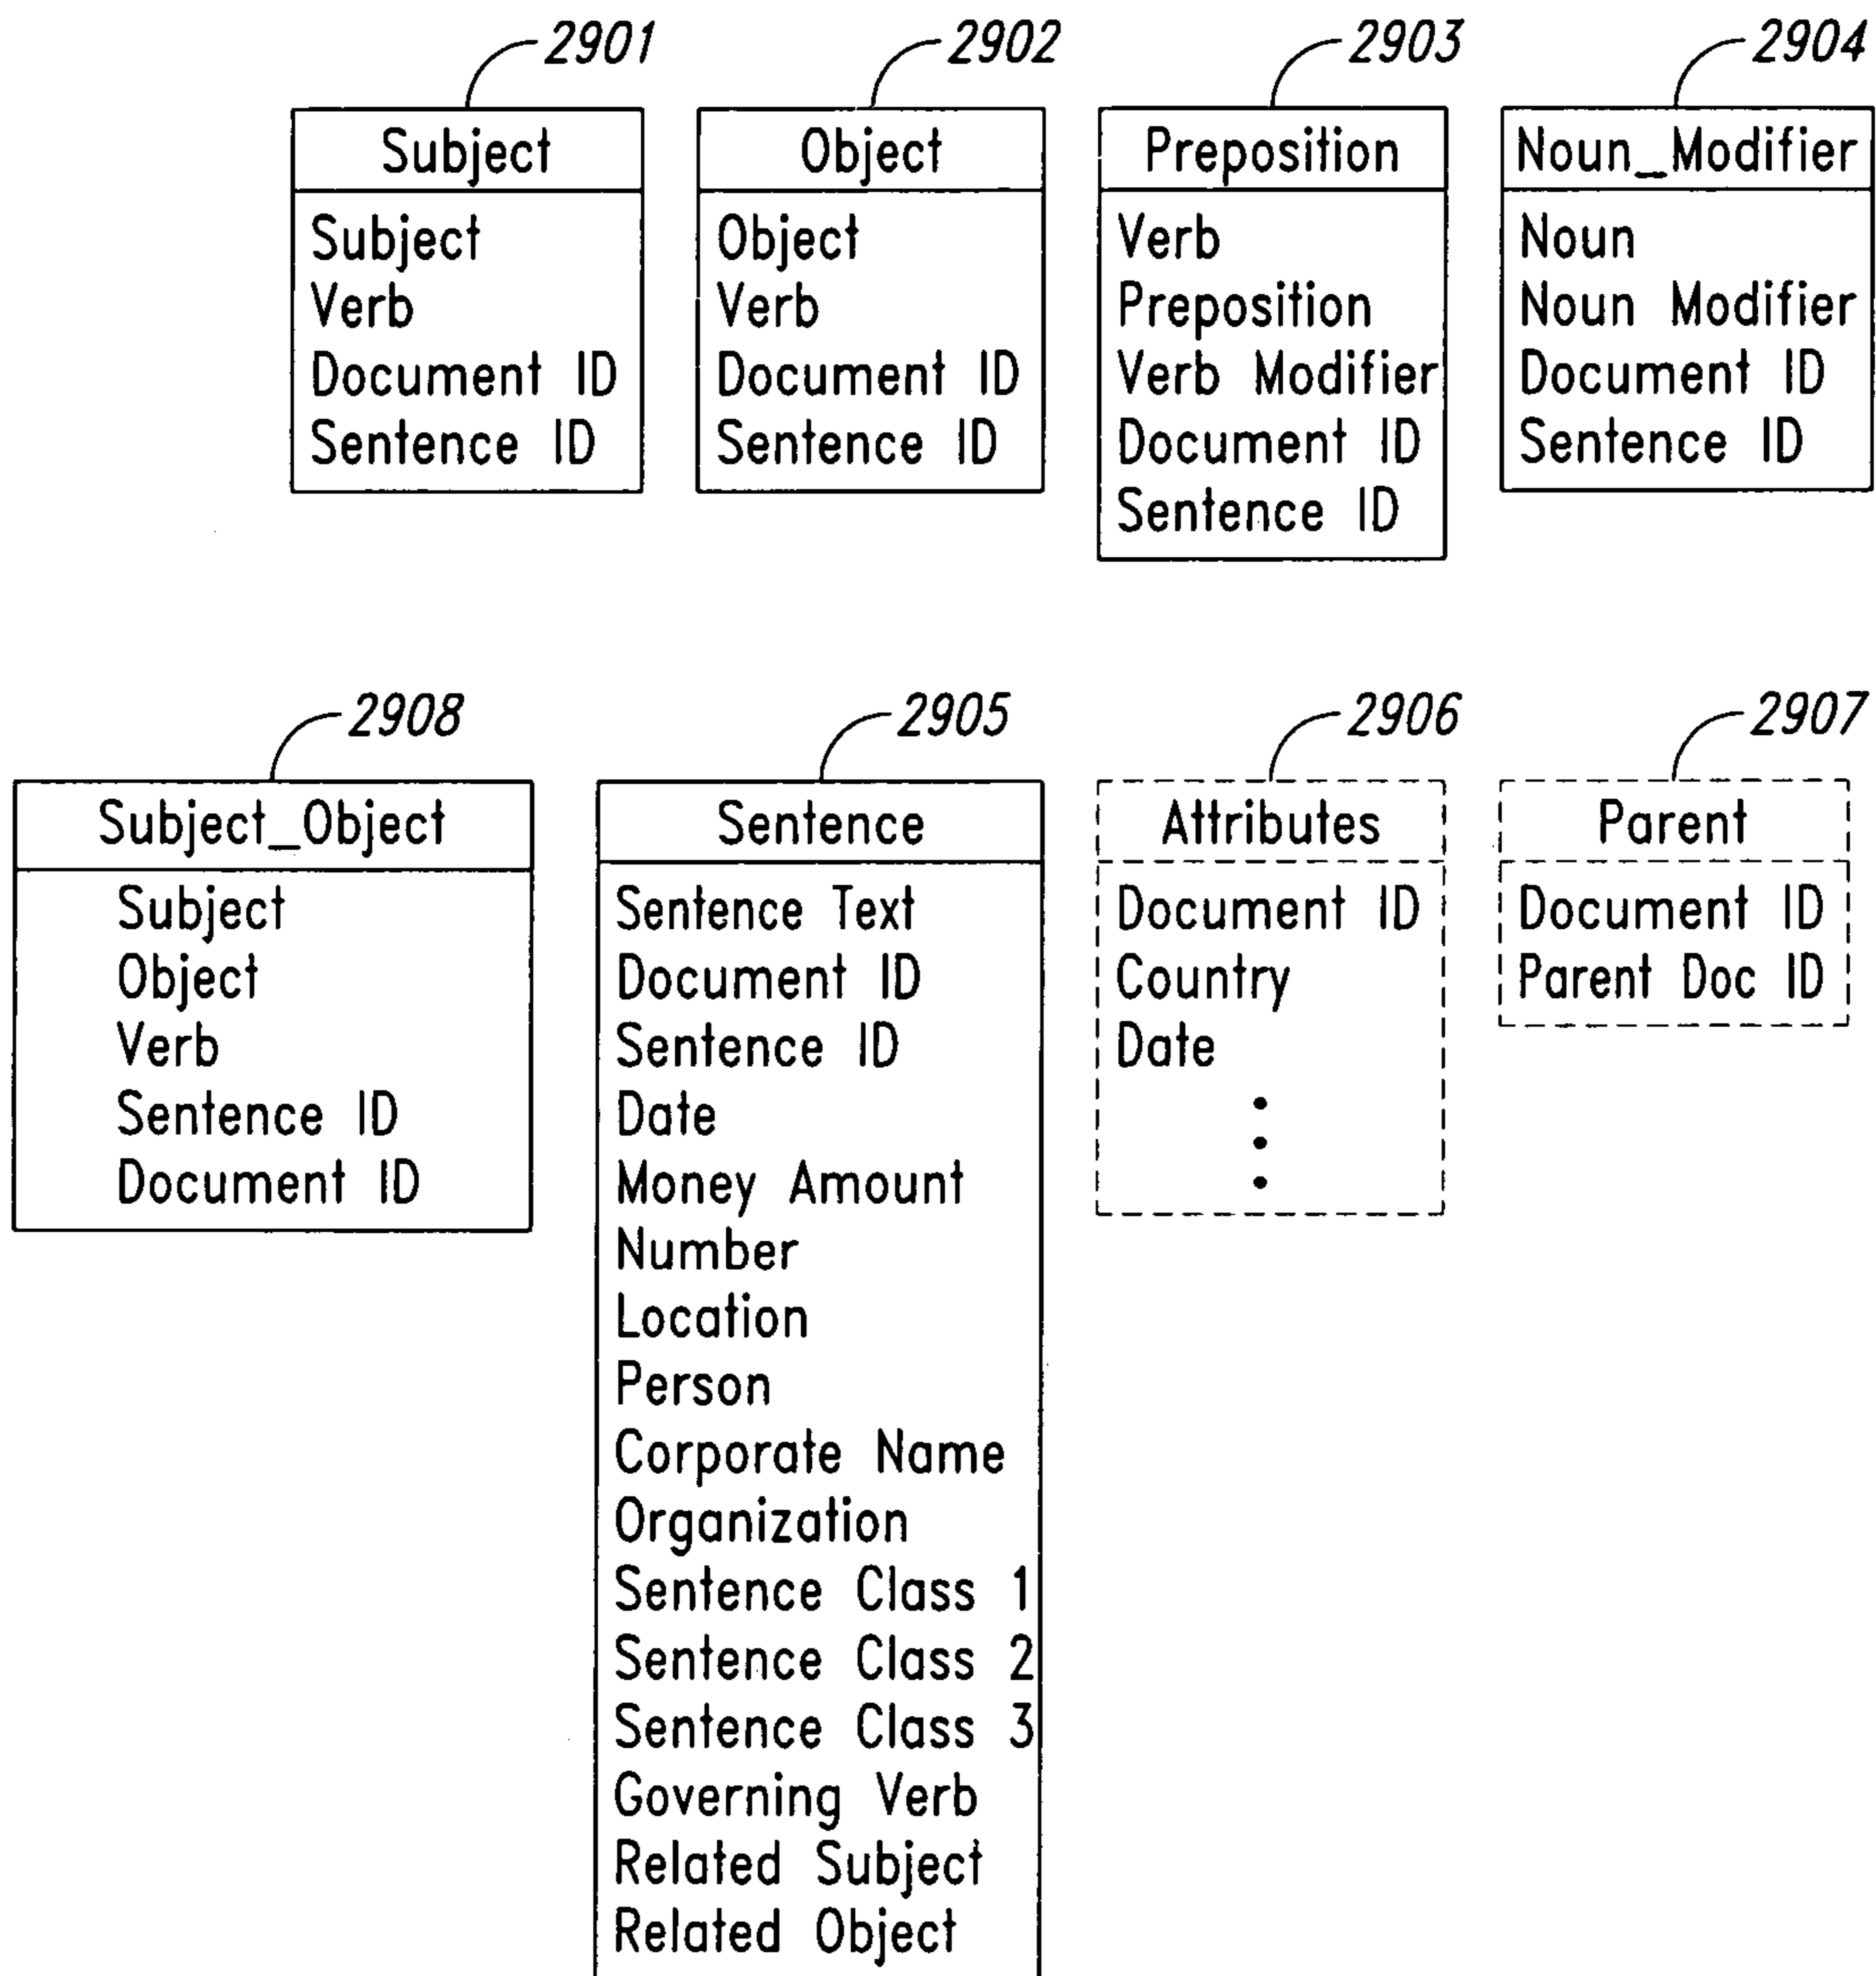 2901
Subject
Subject
Verb
Document ID
Sentence ID
2902
Object
Object
Verb
Document ID
Sentence ID
2903
Preposition
Verb
Preposition
Verb Modifier
Document ID
Sentence ID
2904
Noun_Modifier
Noun
Noun Modifier
Document ID
Sentence ID
2908
Subject_Object
Subject
Object
Verb
Sentence ID
Document ID
2905
Sentence
Sentence Text
Document ID
Sentence ID
Date
Money Amount
Number
Location
Person
Corporate Name
Organization
Sentence Class 1
Sentence Class 2
Sentence Class 3
Governing Verb
Related Subject
Related Object
2906
Attributes
Document ID
Country
Date
2907
Parent
Document ID
Parent Doc ID